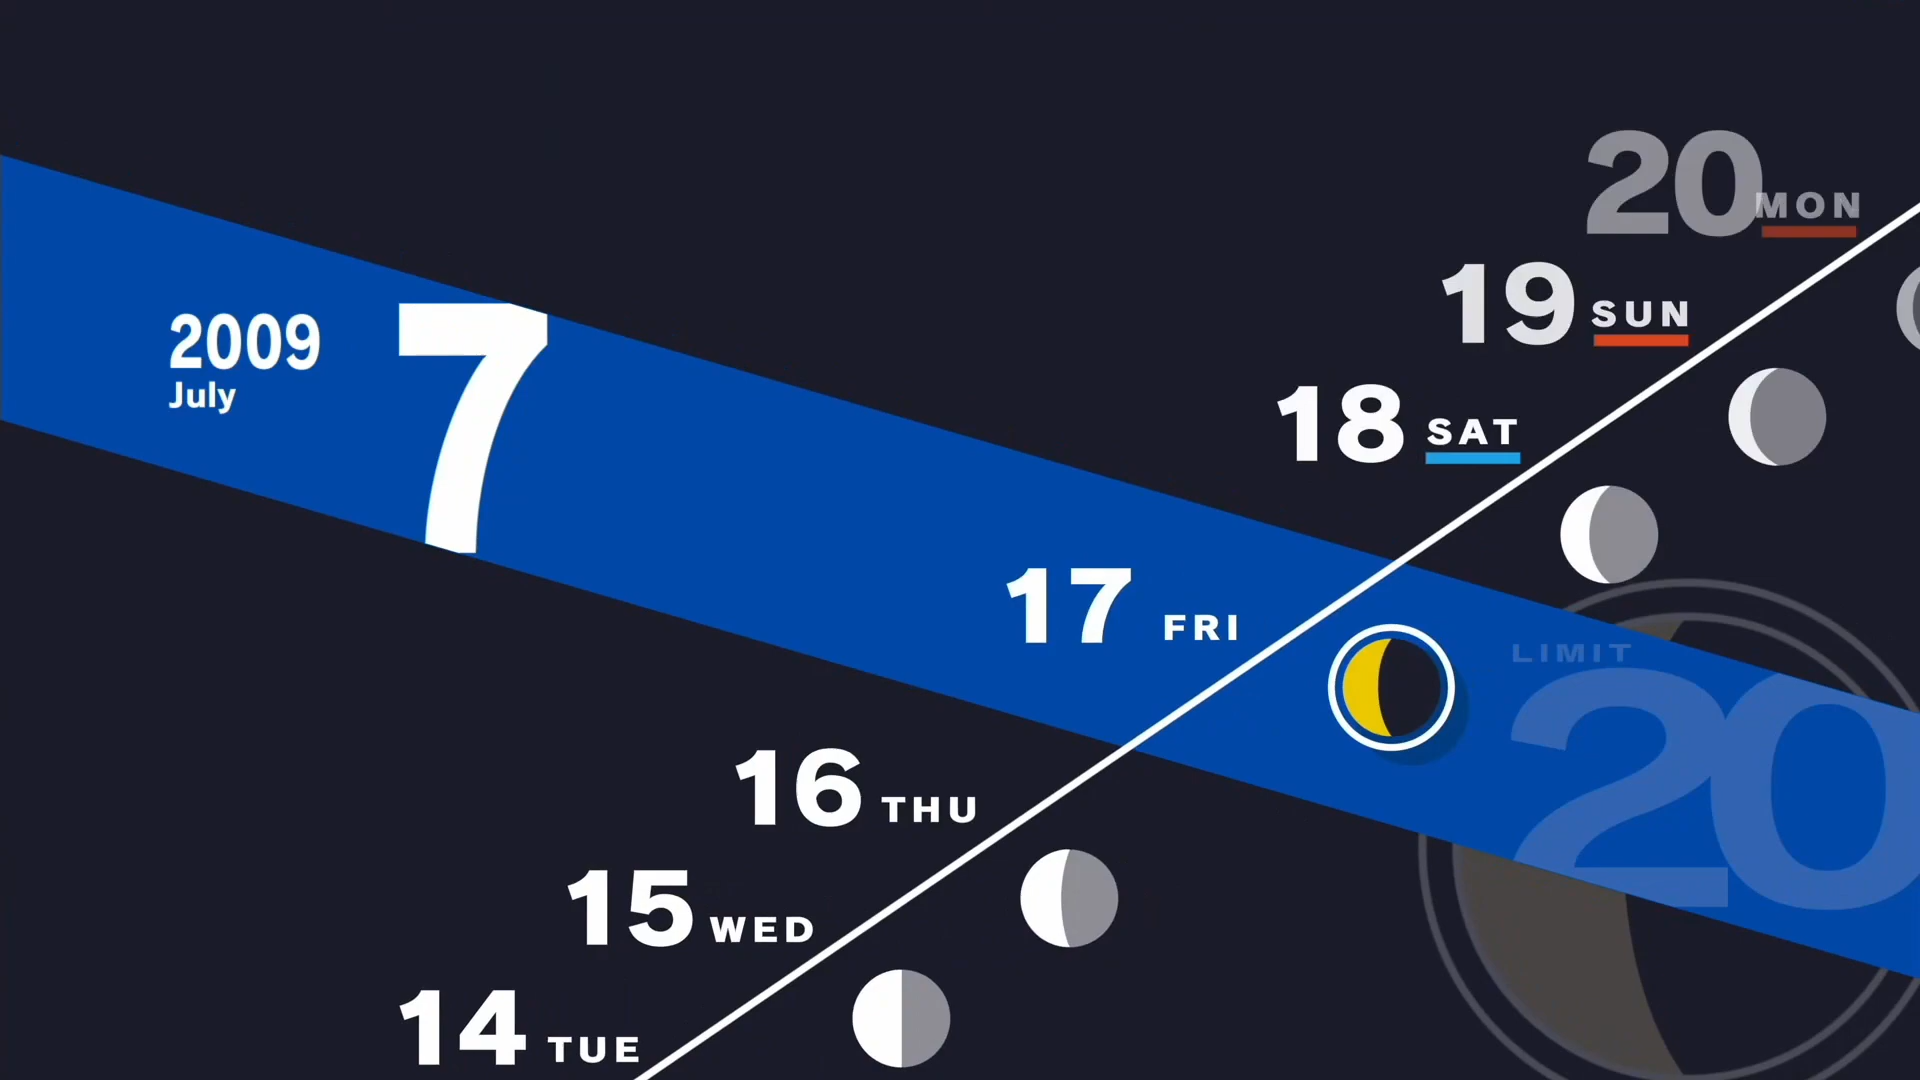 2009
July
7
20 MON
19 SUN
18 SAT
17 FRI
16 THU
15 WED
14 TUE
LIMIT
20